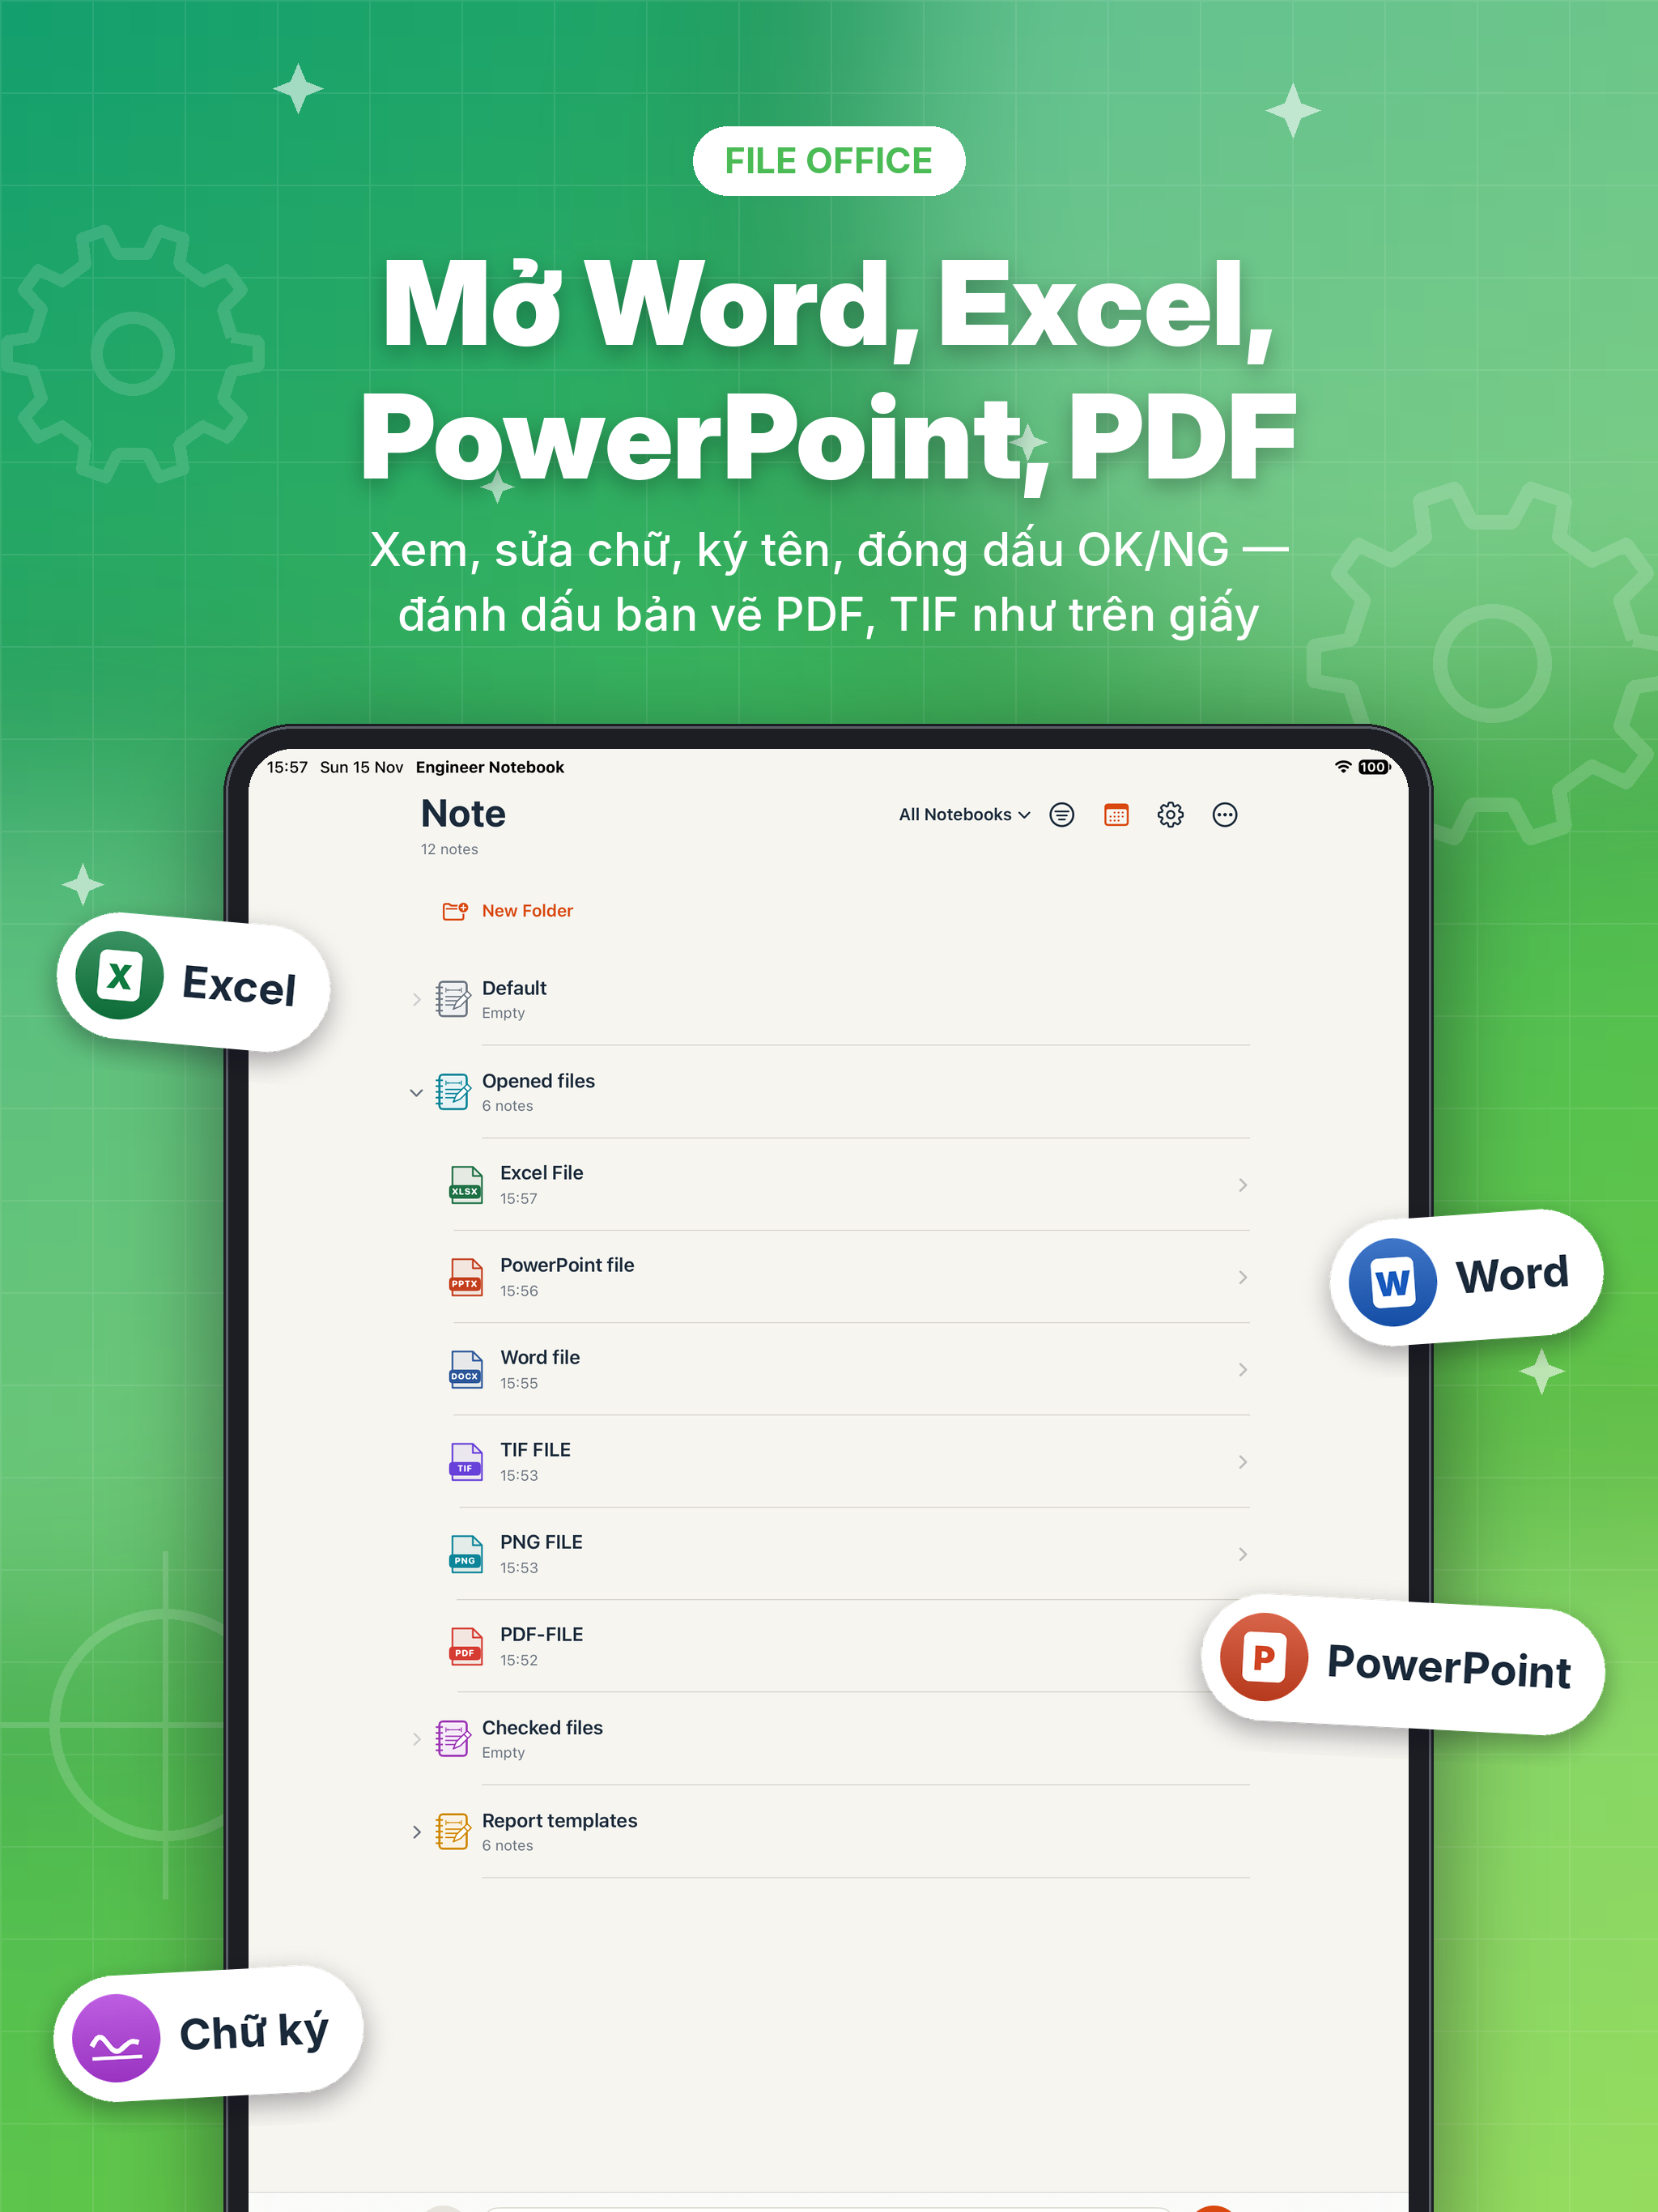 FILE OFFICE
Mở Word, Excel,
PowerPoint, PDF
Xem, sửa chữ, ký tên, đóng dấu OK/NG —
đánh dấu bản vẽ PDF, TIF như trên giấy
15:57 Sun 15 Nov Engineer Notebook
100
Note
All Notebooks
12 notes
New Folder
X Excel
Default
Empty
Opened files
6 notes
XLSX
Excel File
15:57
PPTX
PowerPoint file
15:56
W Word
DOCX
Word file
15:55
TIF
TIF FILE
15:53
PNG
PNG FILE
15:53
PDF
PDF-FILE
15:52
P PowerPoint
Checked files
Empty
Report templates
6 notes
Chữ ký